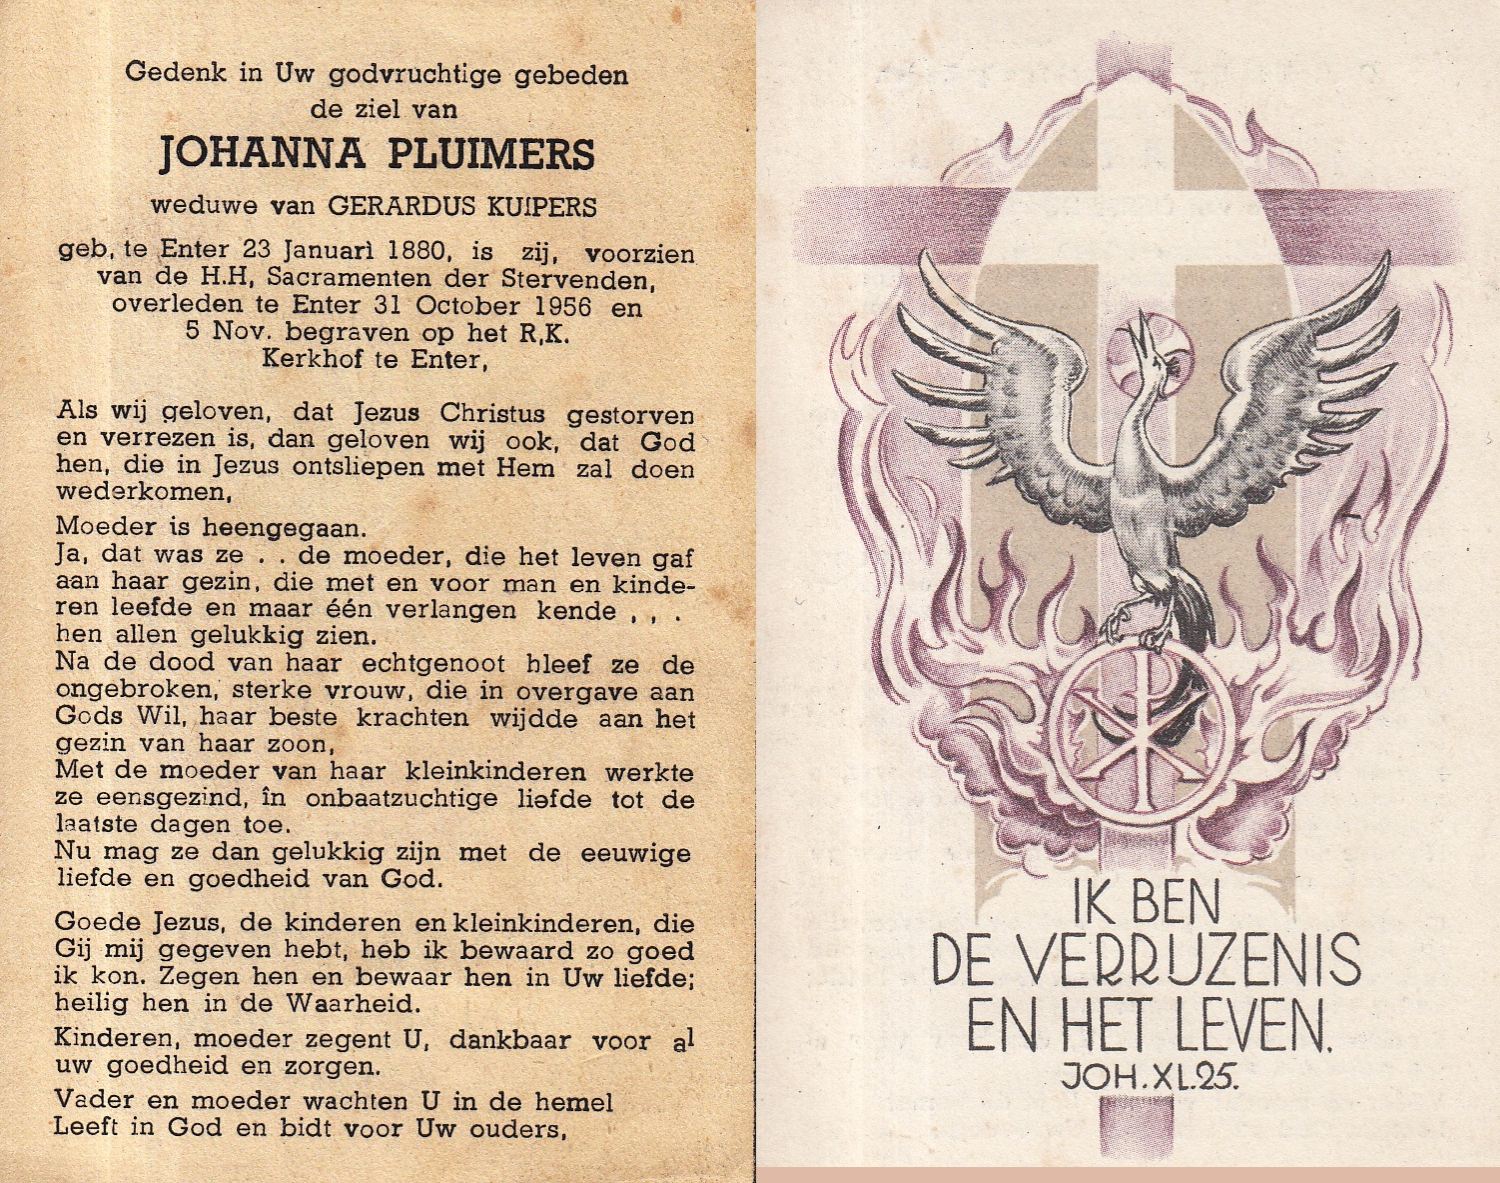 Gedenk in Uw godvruchtige gebeden
de ziel van
JOHANNA PLUIMERS
weduwe van GERARDUS KUIPERS
geb, te Enter 23 Januari 1880, is zij, voorzien
van de H.H, Sacramenten der Stervenden,
overleden te Enter 31 October 1956 en
5 Nov. begraven op het R,K.
Kerkhof te Enter,
Als wij geloven, dat Jezus Christus gestorven
en verrezen is, dan geloven wij ook, dat God
hen, die in Jezus ontsliepen met Hem zal doen
wederkomen,
Moeder is heengegaan.
Ja, dat was ze . . de moeder, die het leven gaf
aan haar gezin, die met en voor man en kinde-
ren leefde en maar één verlangen kende , , .
hen allen gelukkig zien.
Na de dood van haar echtgenoot hleef ze de
ongebroken, sterke vrouw, die in overgave aan
Gods Wil, haar beste krachten wijdde aan het
gezin van haar zoon,
Met de moeder van haar kleinkinderen werkte
ze eensgezind, în onbaatzuchtige liefde tot de
laatste dagen toe.
Nu mag ze dan gelukkig zijn met de eeuwige
liefde en goedheid van God.
Goede Jezus, de kinderen en kleinkinderen, die
Gij mij gegeven hebt, heb ik bewaard zo goed
ik kon. Zegen hen en bewaar hen in Uw liefde;
heilig hen in de Waarheid.
Kinderen, moeder zegent U, dankbaar voor al
uw goedheid en zorgen.
Vader en moeder wachten U in de hemel
Leeft in God en bidt voor Uw ouders,
IK BEN
DE VERRIJZENIS
EN HET LEVEN.
JOH.XI.25.